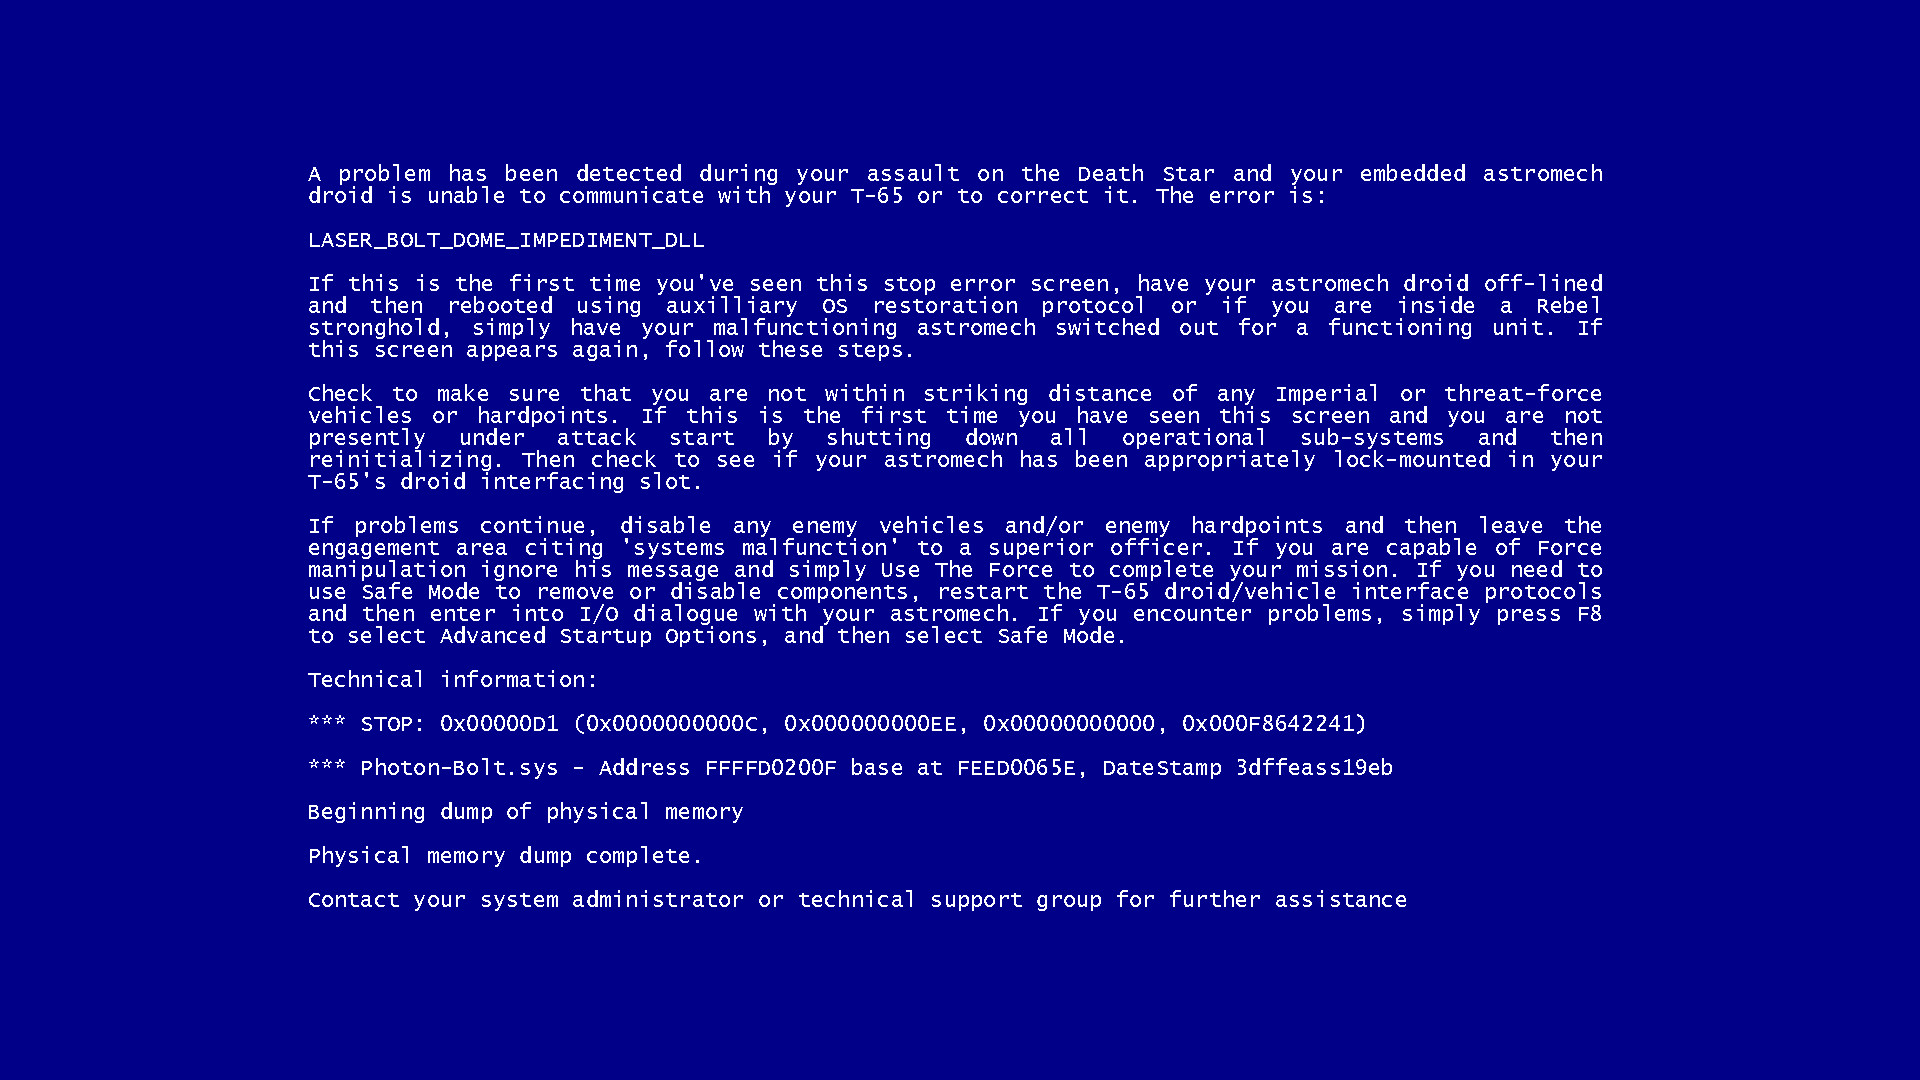 A problem has been detected during your assault on the Death Star and your embedded astromech
droid is unable to communicate with your T-65 or to correct it. The error is:
LASER_BOLT_DOME_IMPEDIMENT_DLL
If this is the first time you've seen this stop error screen, have your astromech droid off-lined
and then rebooted using auxilliary OS restoration protocol or if you are inside a Rebel
stronghold, simply have your malfunctioning astromech switched out for a functioning unit. If
this screen appears again, follow these steps.
Check to make sure that you are not within striking distance of any Imperial or threat-force
vehicles or hardpoints. If this is the first time you have seen this screen and you are not
presently under attack start by shutting down all operational sub-systems and then
reinitializing. Then check to see if your astromech has been appropriately lock-mounted in your
T-65's droid interfacing slot.
If problems continue, disable any enemy vehicles and/or enemy hardpoints and then leave the
engagement area citing 'systems malfunction' to a superior officer. If you are capable of Force
manipulation ignore his message and simply Use The Force to complete your mission. If you need to
use Safe Mode to remove or disable components, restart the T-65 droid/vehicle interface protocols
and then enter into I/O dialogue with your astromech. If you encounter problems, simply press F8
to select Advanced Startup Options, and then select Safe Mode.
Technical information:
*** STOP: 0x00000D1 (0x0000000000C, 0x000000000EE, 0x00000000000, 0x000F8642241)
*** Photon-Bolt.sys - Address FFFFD0200F base at FEED0065E, DateStamp 3dffeass19eb
Beginning dump of physical memory
Physical memory dump complete.
Contact your system administrator or technical support group for further assistance